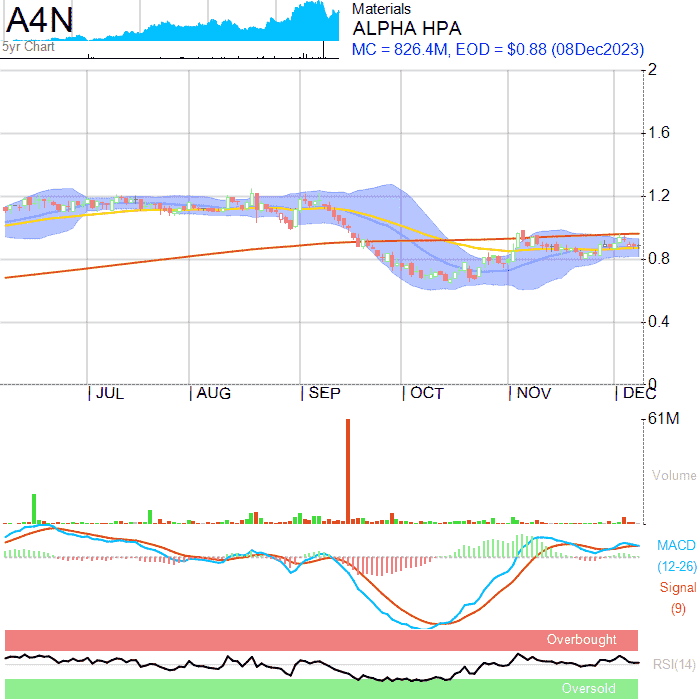 A4N
5yr Chart
Materials
ALPHA HPA
MC = 826.4M, EOD = $0.88 (08Dec2023)
2
1.6
1.2
0.8
0.4
0
JUL AUG SEP OCT NOV DEC
61M
Volume
MACD
(12-26)
Signal
(9)
Overbought
RSI(14)
Oversold